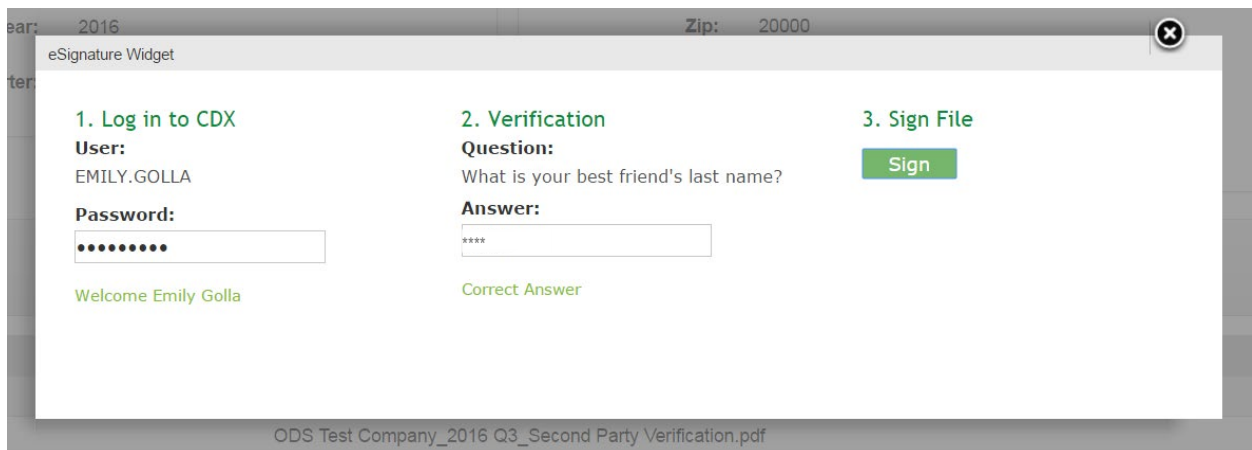 ear: 2016 Zip: 20000
eSignature Widget
rter:
1. Log in to CDX
User:
EMILY.GOLLA
Password:
•••••••••
Welcome Emily Golla
2. Verification
Question:
What is your best friend's last name?
Answer:
****
Correct Answer
3. Sign File
Sign
ODS Test Company_2016 Q3_Second Party Verification.pdf